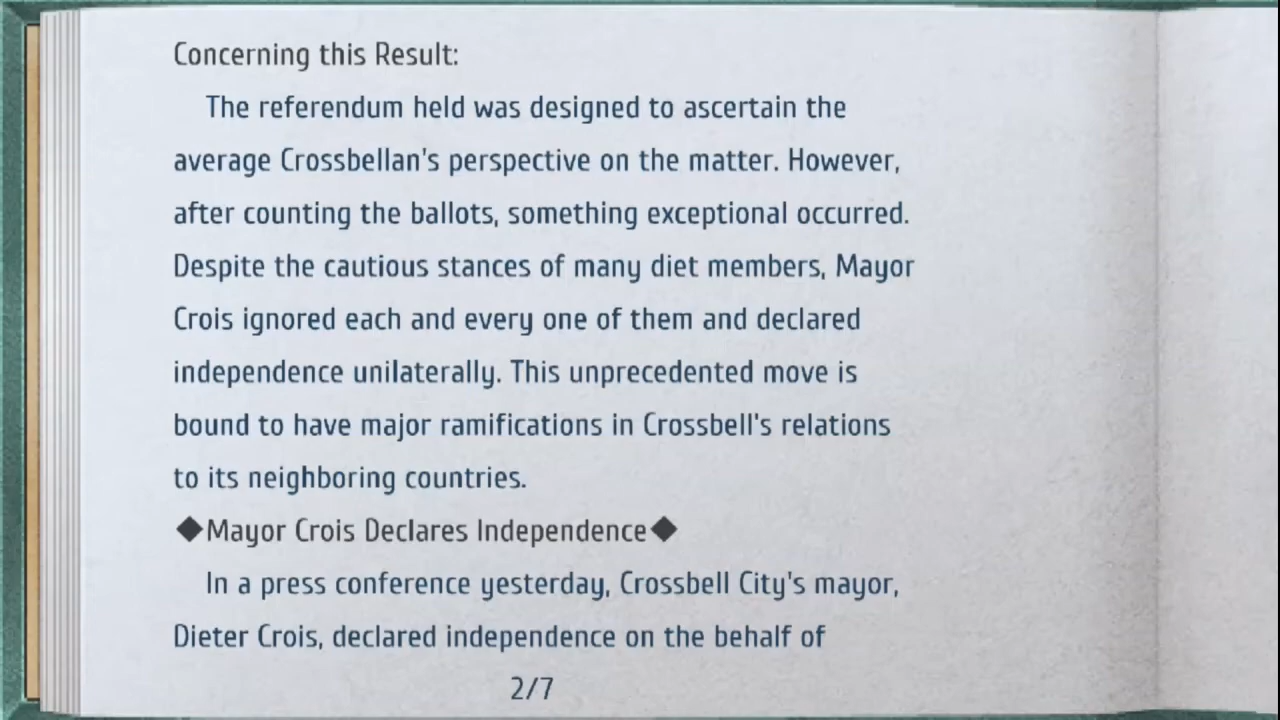 Concerning this Result:
The referendum held was designed to ascertain the
average Crossbellan's perspective on the matter. However,
after counting the ballots, something exceptional occurred.
Despite the cautious stances of many diet members, Mayor
Crois ignored each and every one of them and declared
independence unilaterally. This unprecedented move is
bound to have major ramifications in Crossbell's relations
to its neighboring countries.
◆Mayor Crois Declares Independence◆
In a press conference yesterday, Crossbell City's mayor,
Dieter Crois, declared independence on the behalf of
2/7